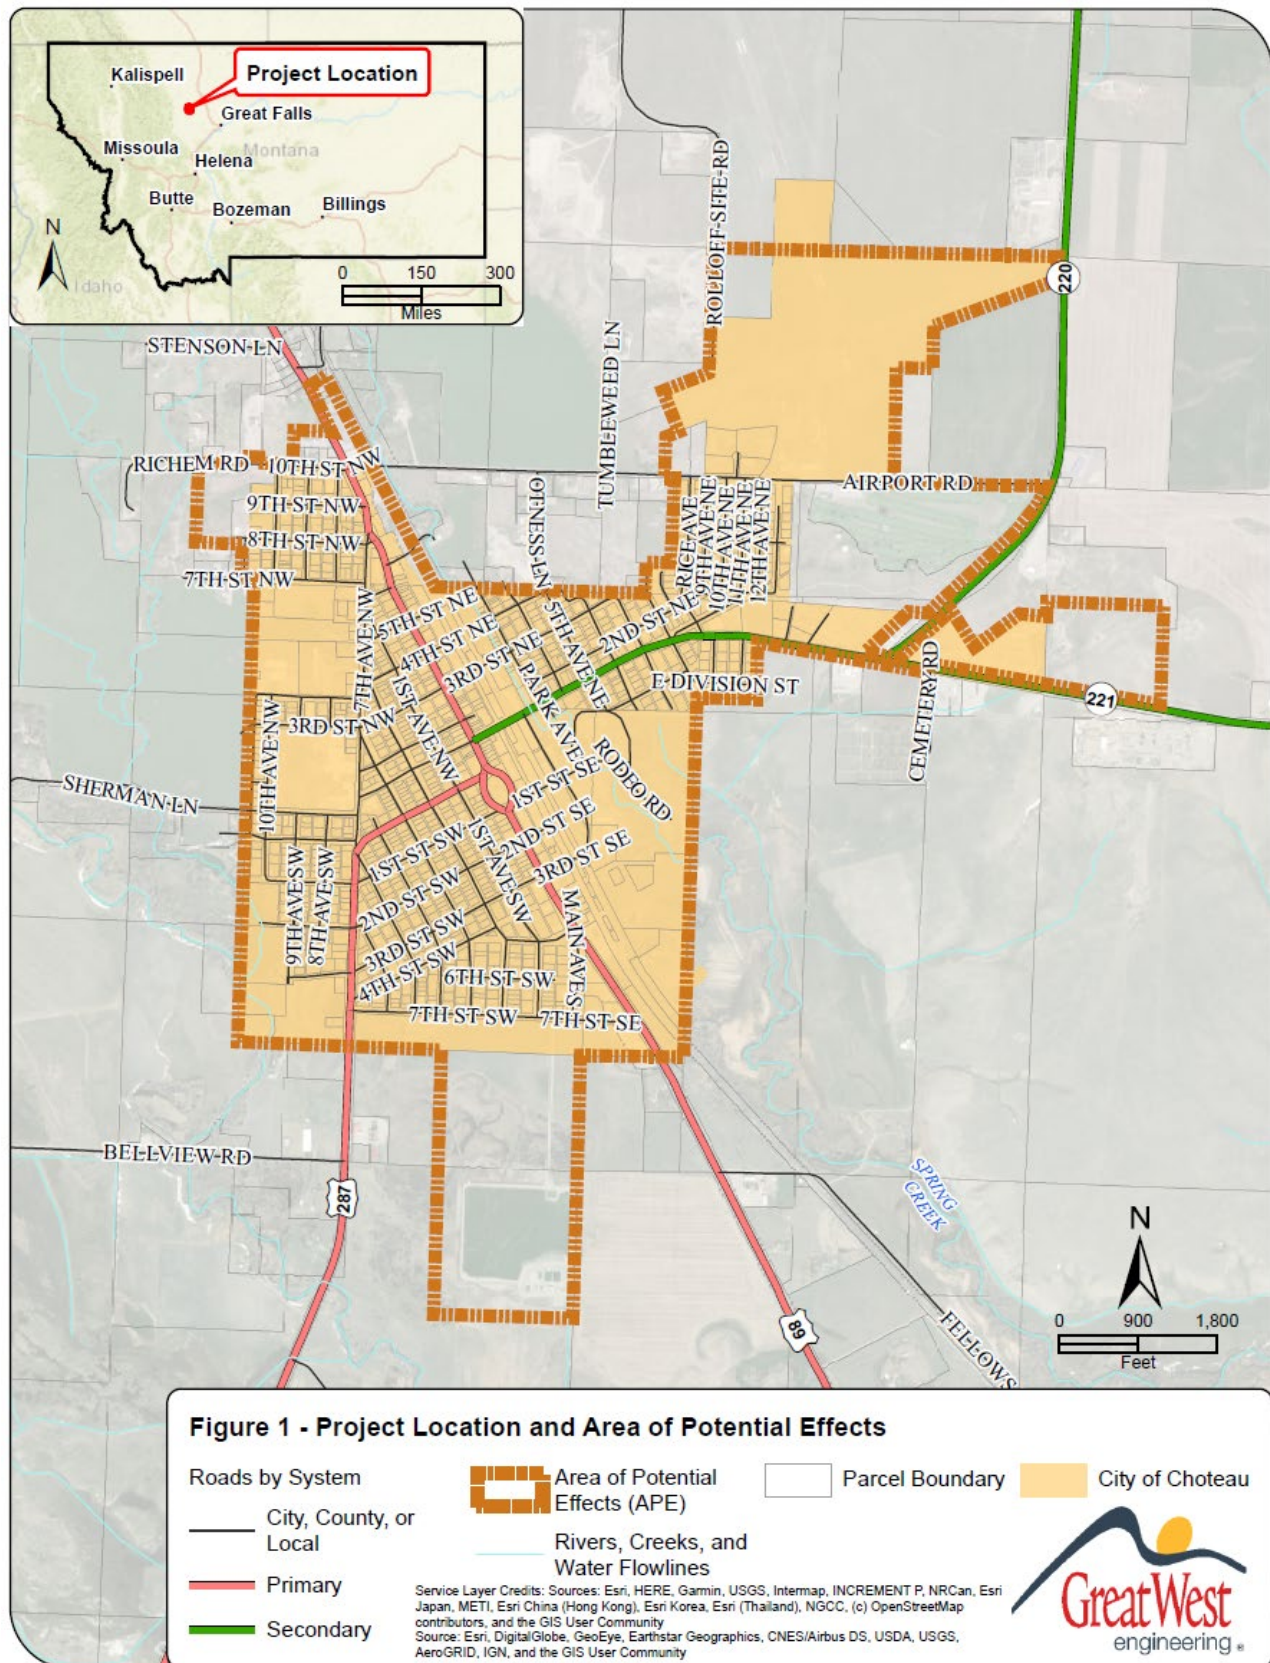 Kalispell
Project Location
Great Falls
Missoula
Montana
Helena
Butte
Bozeman
Billings
N
Idaho
0 150 300
Miles
ROLLOFF SITE RD
220
STENSON LN
TUMBLEWEED LN
RICHEM RD
10TH ST NW
OTNESS LN
AIRPORT RD
9TH ST NW
8TH ST NW
RICE AVE
9TH AVE NE
10TH AVE NE
11TH AVE NE
12TH AVE NE
7TH ST NW
7TH AVE NW
5TH ST NE
4TH ST NE
3RD ST NE
5TH AVE NE
2ND ST NE
E DIVISION ST
CEMETERY RD
221
1ST AVE NW
PARK AVE
3RD ST NW
10TH AVE NW
RODEO RD
SHERMAN LN
1ST ST SE
2ND ST SE
3RD ST SE
1ST ST SW
1ST AVE SW
2ND ST SW
9TH AVE SW
8TH AVE SW
3RD ST SW
4TH ST SW
MAIN AVE S
6TH ST SW
7TH ST SW
7TH ST SE
BELLVIEW RD
287
SPRING
CREEK
N
89
FELLOWS
0 900 1,800
Feet
Figure 1 - Project Location and Area of Potential Effects
Roads by System
City, County, or
Local
Primary
Secondary
Area of Potential
Effects (APE)
Rivers, Creeks, and
Water Flowlines
Parcel Boundary
City of Choteau
Service Layer Credits: Sources: Esri, HERE, Garmin, USGS, Intermap, INCREMENT P, NRCan, Esri
Japan, METI, Esri China (Hong Kong), Esri Korea, Esri (Thailand), NGCC, (c) OpenStreetMap
contributors, and the GIS User Community
Source: Esri, DigitalGlobe, GeoEye, Earthstar Geographics, CNES/Airbus DS, USDA, USGS,
AeroGRID, IGN, and the GIS User Community
Great West
engineering ®